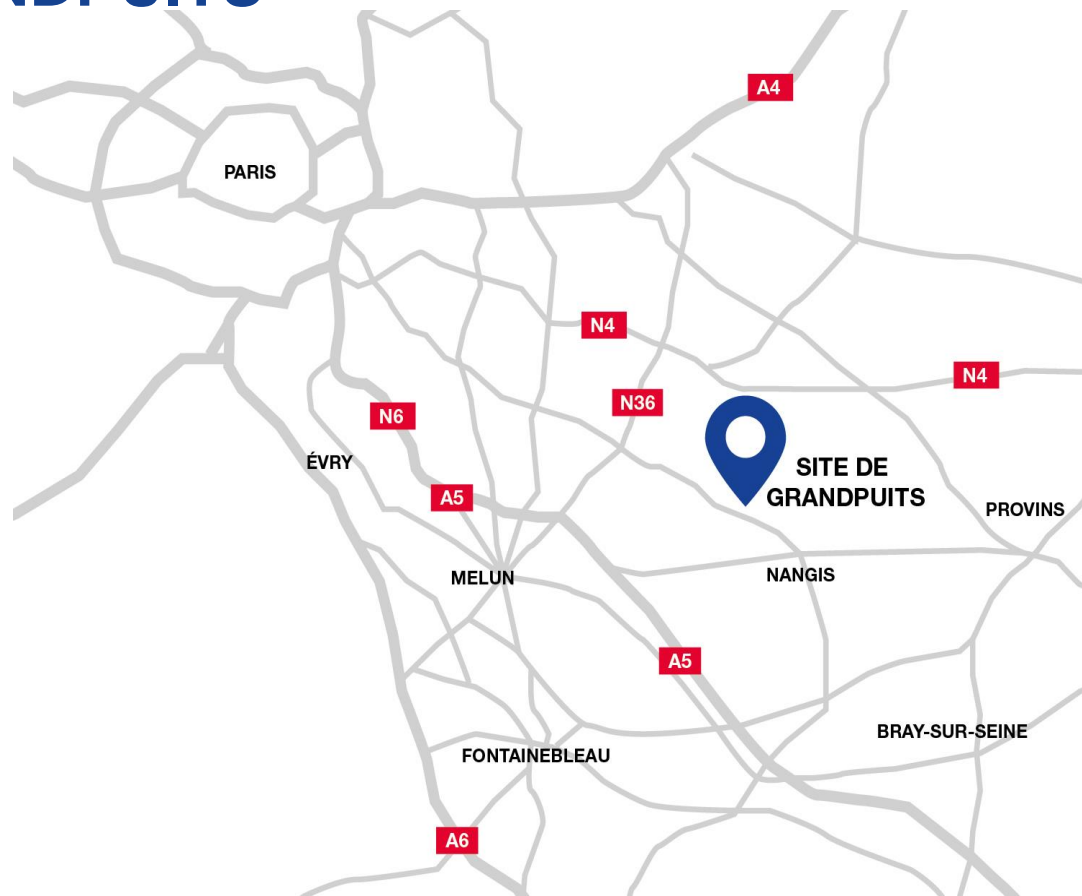 A4
PARIS
N4
N4
N36
N6
ÉVRY
SITE DE
GRANDPUITS
A5
PROVINS
MELUN
NANGIS
A5
BRAY-SUR-SEINE
FONTAINEBLEAU
A6